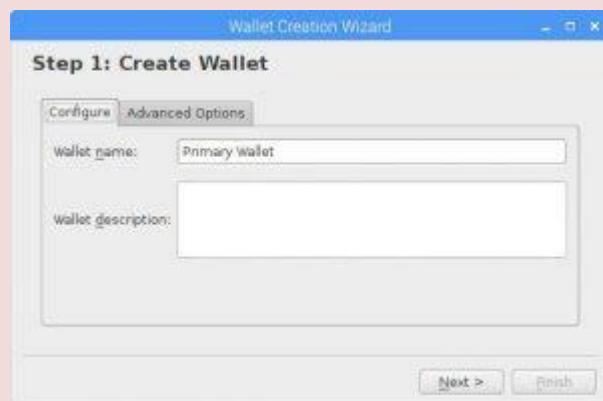 Wallet Creation Wizard
Step 1: Create Wallet
Configure Advanced Options
Wallet name: Primary Wallet
Wallet description:
Next > Finish